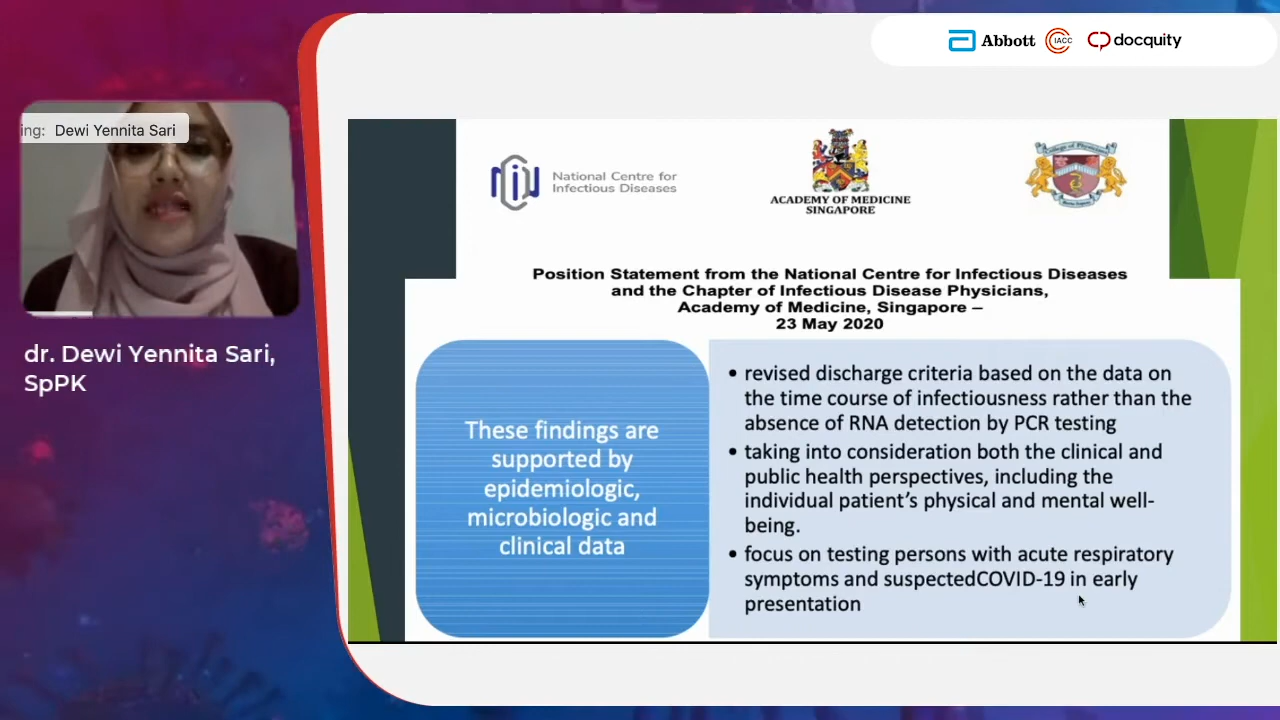 Abbott IACC docquity
ing: Dewi Yennita Sari
dr. Dewi Yennita Sari,
SpPK
National Centre for
Infectious Diseases
ACADEMY OF MEDICINE
SINGAPORE
College of Physicians
Position Statement from the National Centre for Infectious Diseases
and the Chapter of Infectious Disease Physicians,
Academy of Medicine, Singapore –
23 May 2020
These findings are
supported by
epidemiologic,
microbiologic and
clinical data
• revised discharge criteria based on the data on
the time course of infectiousness rather than the
absence of RNA detection by PCR testing
• taking into consideration both the clinical and
public health perspectives, including the
individual patient’s physical and mental well-
being.
• focus on testing persons with acute respiratory
symptoms and suspectedCOVID-19 in early
presentation